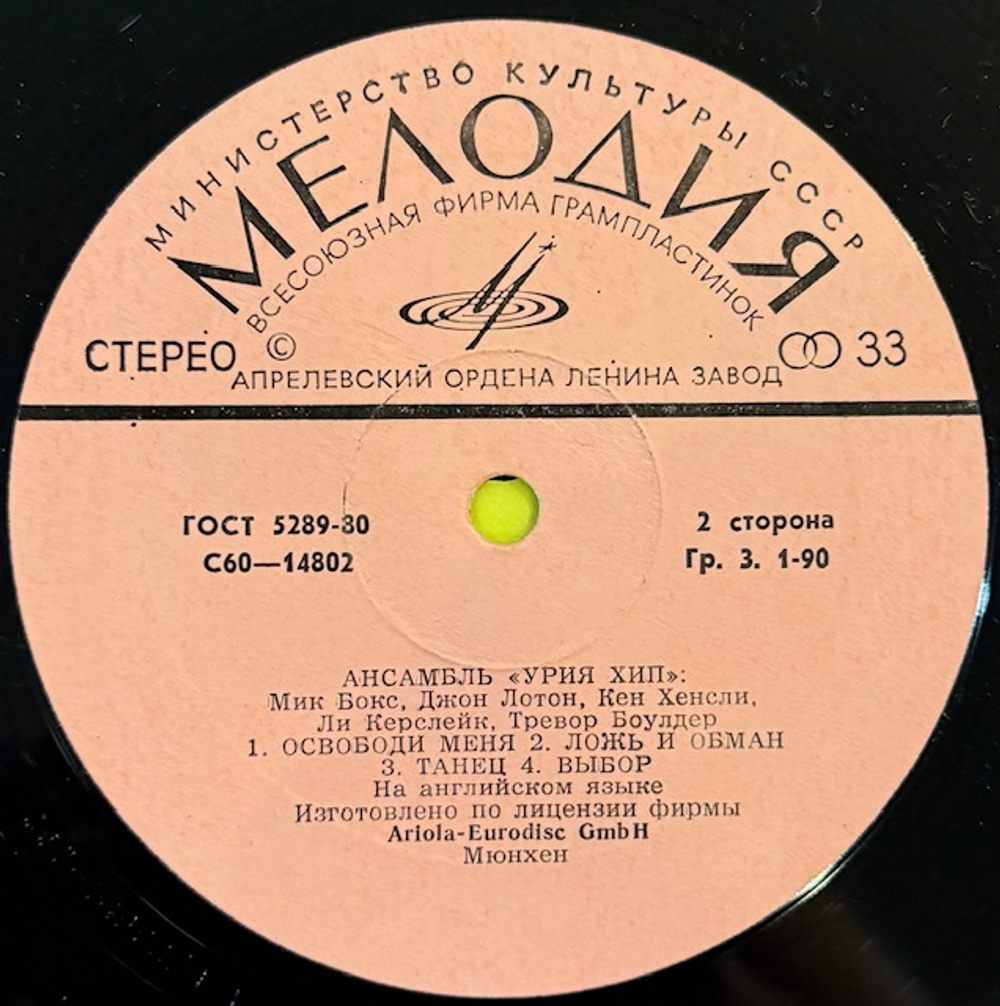 МИНИСТЕРСТВО КУЛЬТУРЫ СССР
МЕЛОДИЯ
ВСЕСОЮЗНАЯ ФИРМА ГРАМПЛАСТИНОК
СТЕРЕО © 33
АПРЕЛЕВСКИЙ ОРДЕНА ЛЕНИНА ЗАВОД
ГОСТ 5289-80
С60—14802
2 сторона
Гр. 3. 1-90
АНСАМБЛЬ «УРИЯ ХИП»:
Мик Бокс, Джон Лотон, Кен Хенсли,
Ли Керслейк, Тревор Боулдер
1. ОСВОБОДИ МЕНЯ 2. ЛОЖЬ И ОБМАН
3. ТАНЕЦ 4. ВЫБОР
На английском языке
Изготовлено по лицензии фирмы
Ariola-Eurodisc GmbH
Мюнхен